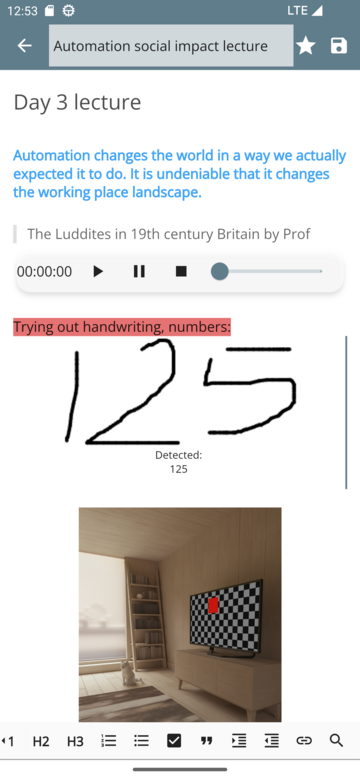 12:53
LTE
Automation social impact lecture
Day 3 lecture
Automation changes the world in a way we actually
expected it to do. It is undeniable that it changes
the working place landscape.
The Luddites in 19th century Britain by Prof
00:00:00
Trying out handwriting, numbers:
125
Detected:
125
1 H2 H3